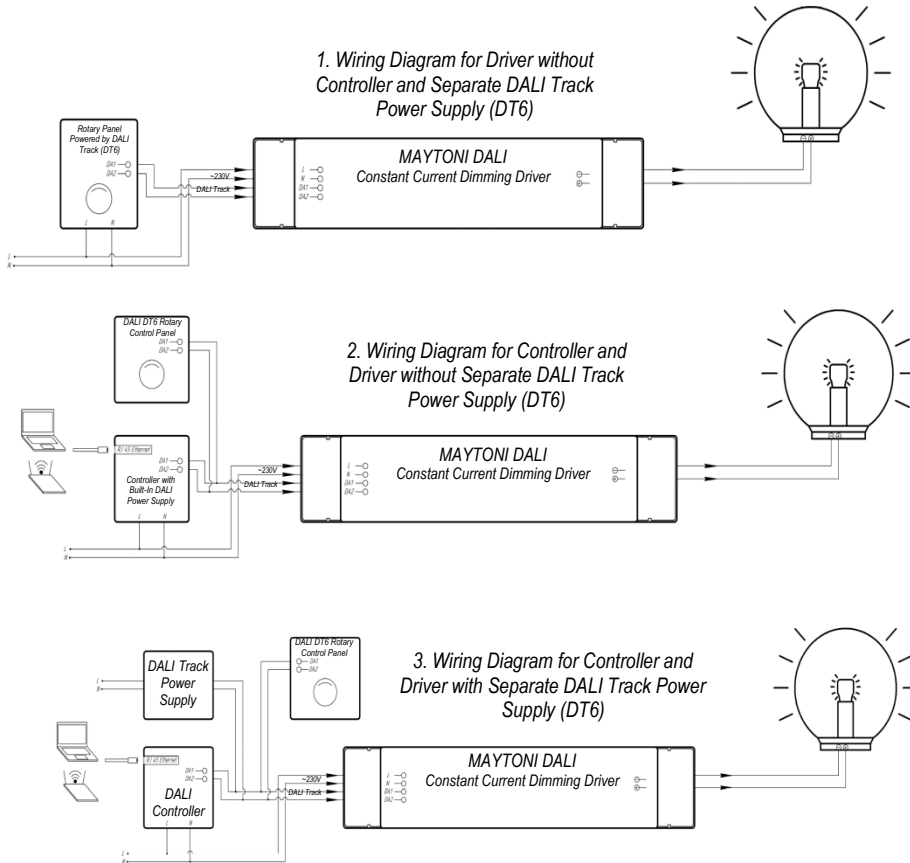 1. Wiring Diagram for Driver without
Controller and Separate DALI Track
Power Supply (DT6)
Rotary Panel
Powered by DALI
Track (DT6)
DA1
DA2
L
N
L
N
~230V
DALI Track
L
N
DA1
DA2
MAYTONI DALI
Constant Current Dimming Driver
2. Wiring Diagram for Controller and
Driver without Separate DALI Track
Power Supply (DT6)
DALI DT6 Rotary
Control Panel
DA1
DA2
RJ 45 Ethernet
DA1
DA2
Controller with
Built-In DALI
Power Supply
L
N
L
N
~230V
DALI Track
L
N
DA1
DA2
MAYTONI DALI
Constant Current Dimming Driver
3. Wiring Diagram for Controller and
Driver with Separate DALI Track Power
Supply (DT6)
DALI Track
Power
Supply
L
N
DALI DT6 Rotary
Control Panel
DA1
DA2
RJ 45 Ethernet
DA1
DA2
DALI
Controller
L
N
L
N
~230V
DALI Track
L
N
DA1
DA2
MAYTONI DALI
Constant Current Dimming Driver